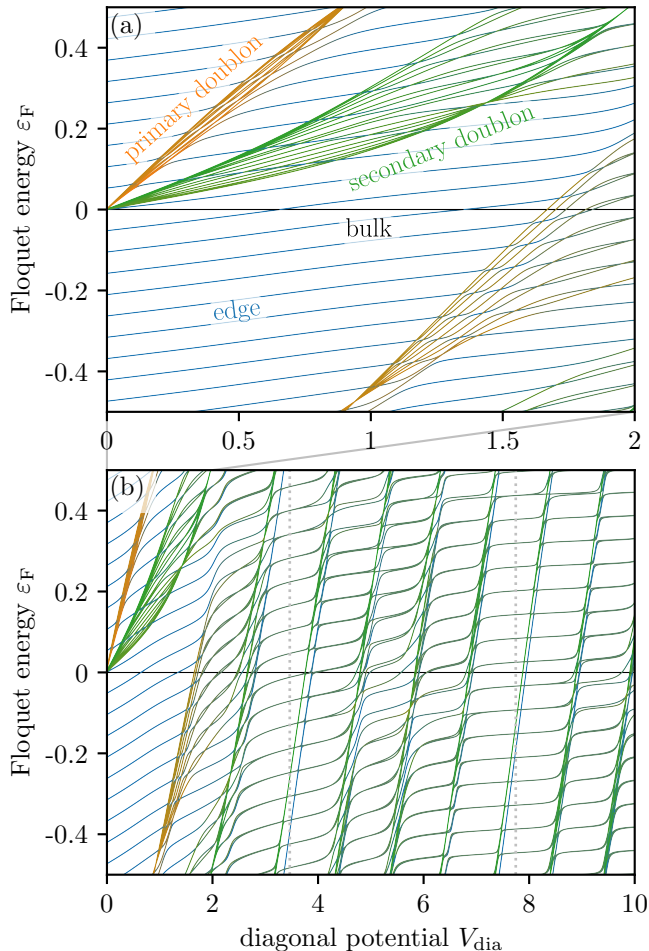 (a)
0.4
0.2
0
-0.2
-0.4
Floquet energy εF
primary doublon
secondary doublon
bulk
edge
0 0.5 1 1.5 2
(b)
0.4
0.2
0
-0.2
-0.4
Floquet energy εF
0 2 4 6 8 10
diagonal potential Vdia